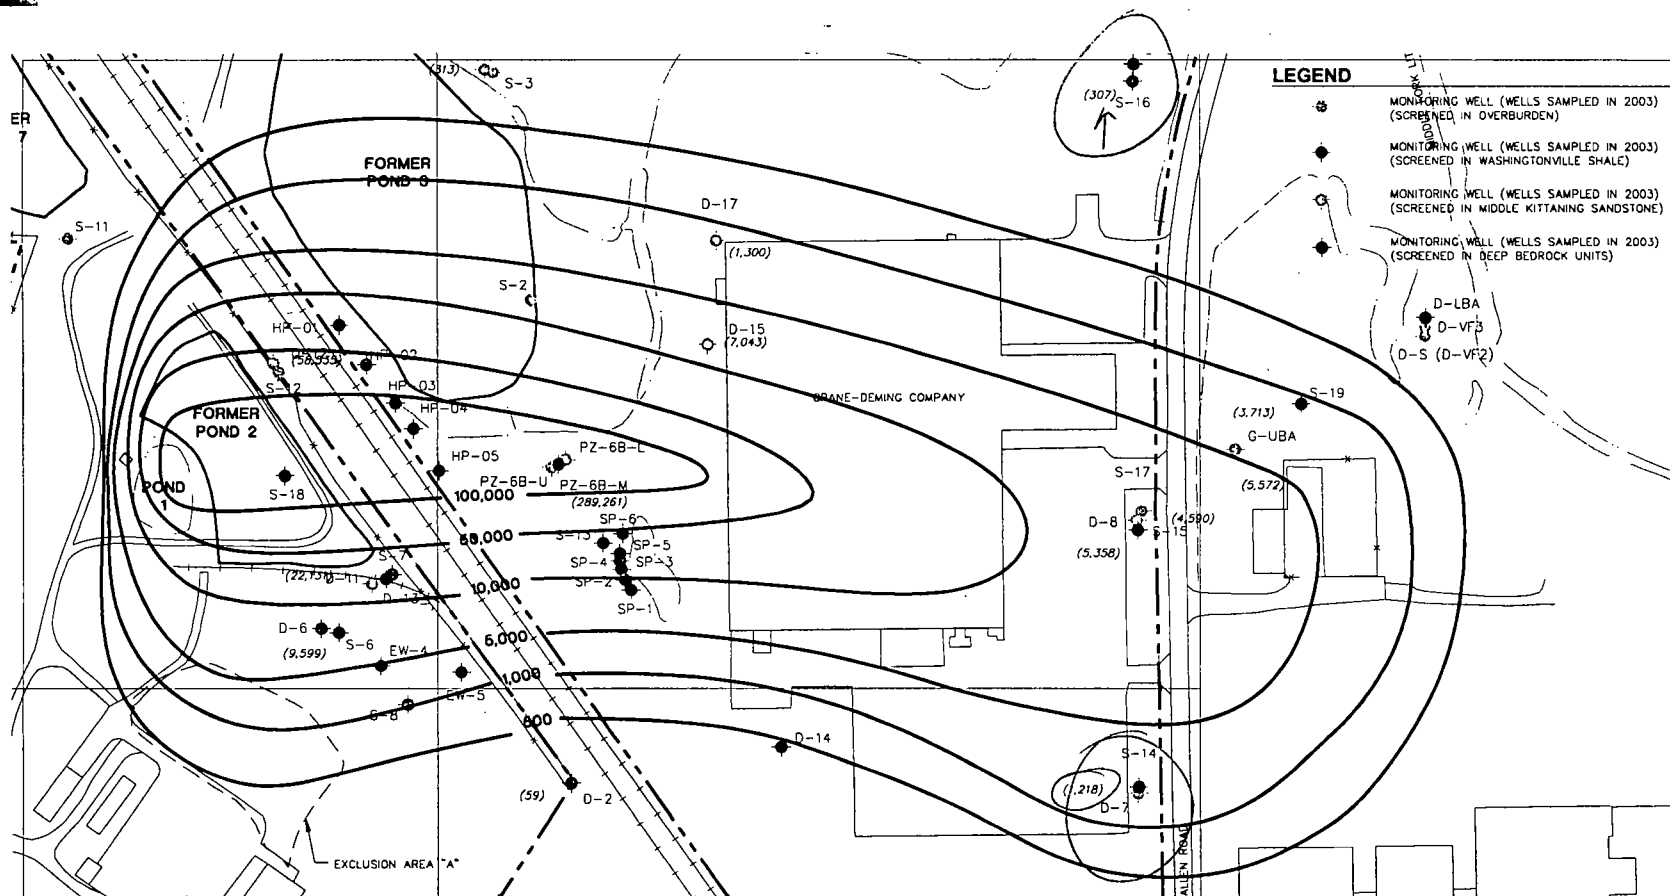 LEGEND
MONITORING WELL (WELLS SAMPLED IN 2003)
(SCREENED IN OVERBURDEN)
MONITORING WELL (WELLS SAMPLED IN 2003)
(SCREENED IN WASHINGTONVILLE SHALE)
MONITORING WELL (WELLS SAMPLED IN 2003)
(SCREENED IN MIDDLE KITTANING SANDSTONE)
MONITORING WELL (WELLS SAMPLED IN 2003)
(SCREENED IN DEEP BEDROCK UNITS)
(313)
S-3
(307)
S-16
ER
7
FORMER
POND 3
S-11
D-17
(1,300)
S-2
HP-01
D-15
(7,043)
D-LBA
D-VF3
D-S (D-VF2)
HP-03
S-12
HP-04
CRANE-DEMING COMPANY
S-19
(3,713)
G-UBA
FORMER
POND 2
HP-05
PZ-6B-L
PZ-6B-U
PZ-6B-M
(289,261)
S-17
(5,572)
POND
1
S-18
100,000
SP-6
D-8
(4,590)
S-15
(5,358)
SP-5
SP-4
SP-3
S-7
SP-2
SP-1
10,000
D-13
D-6
S-6
(9,599)
EW-4
EW-5
1,000
S-8
D-14
S-14
D-7
(59)
D-2
EXCLUSION AREA "A"
ALLEN ROAD